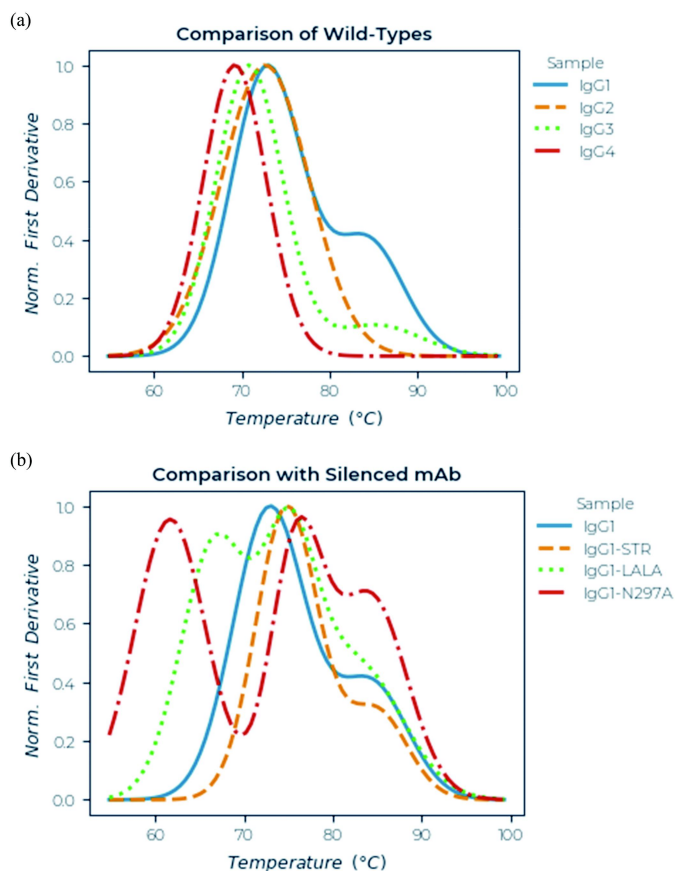 (a)
Comparison of Wild-Types
Sample
IgG1
IgG2
IgG3
IgG4
Norm. First Derivative
1.0
0.8
0.6
0.4
0.2
0.0
60 70 80 90 100
Temperature (°C)
(b)
Comparison with Silenced mAb
Sample
IgG1
IgG1-STR
IgG1-LALA
IgG1-N297A
Norm. First Derivative
1.0
0.8
0.6
0.4
0.2
0.0
60 70 80 90 100
Temperature (°C)